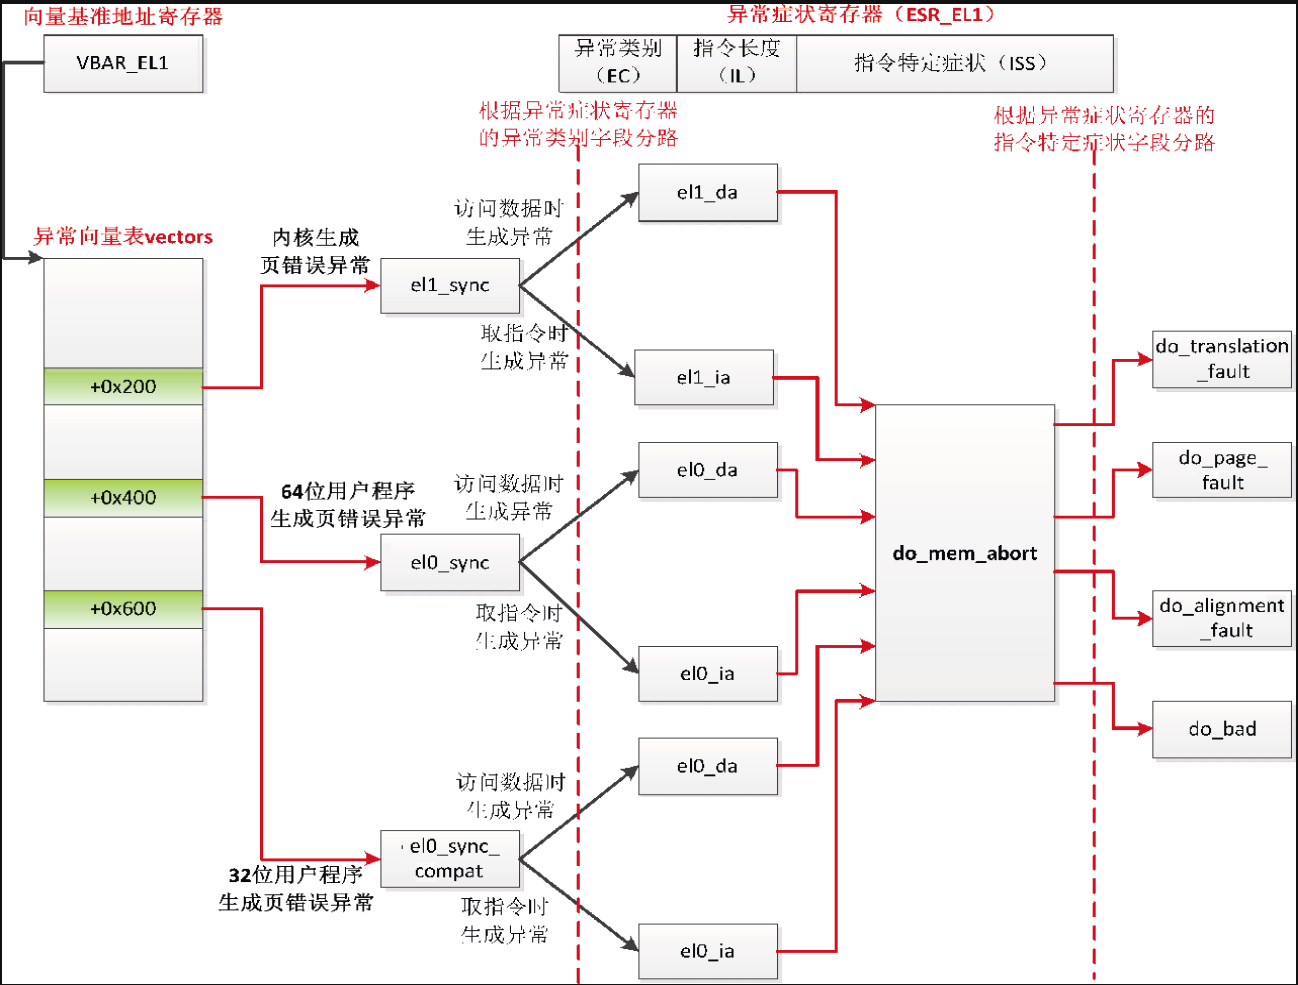 向量基准地址寄存器
VBAR_EL1
异常症状寄存器（ESR_EL1）
异常类别
（EC）
指令长度
（IL）
指令特定症状（ISS）
根据异常症状寄存器
的异常类别字段分路
根据异常症状寄存器的
指令特定症状字段分路
异常向量表vectors
+0x200
+0x400
+0x600
内核生成
页错误异常
el1_sync
访问数据时
生成异常
取指令时
生成异常
el1_da
el1_ia
64位用户程序
生成页错误异常
el0_sync
访问数据时
生成异常
取指令时
生成异常
el0_da
el0_ia
32位用户程序
生成页错误异常
el0_sync_
compat
访问数据时
生成异常
取指令时
生成异常
el0_da
el0_ia
do_mem_abort
do_translation
_fault
do_page_
fault
do_alignment
_fault
do_bad